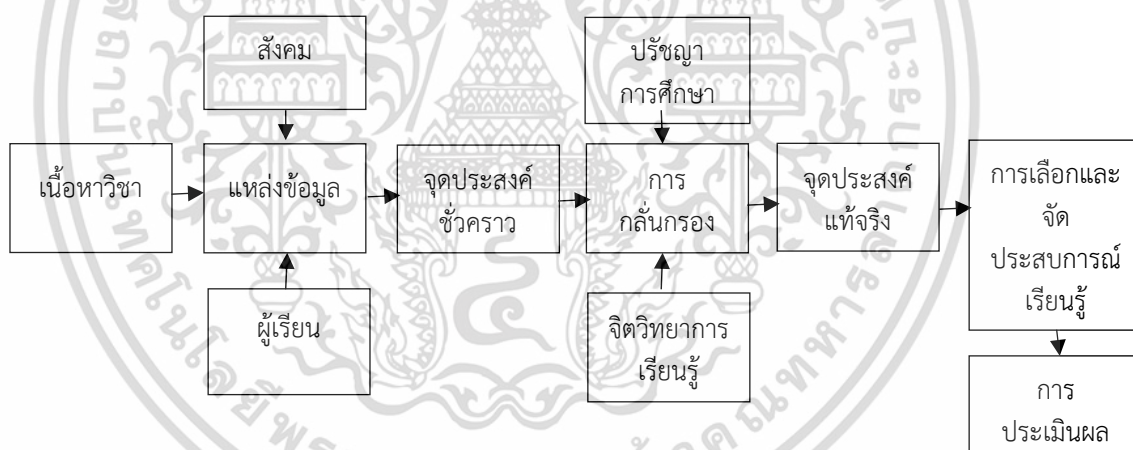 สังคม
ปรัชญา
การศึกษา
เนื้อหาวิชา
แหล่งข้อมูล
จุดประสงค์
ชั่วคราว
การ
กลั่นกรอง
จุดประสงค์
แท้จริง
การเลือกและ
จัด
ประสบการณ์
เรียนรู้
ผู้เรียน
จิตวิทยาการ
เรียนรู้
การ
ประเมินผล